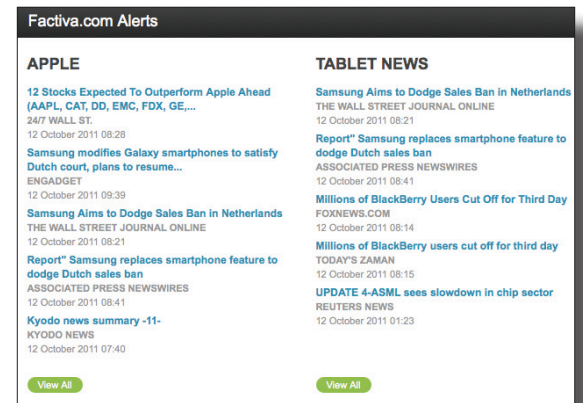 Factiva.com Alerts
APPLE
12 Stocks Expected To Outperform Apple Ahead
(AAPL, CAT, DD, EMC, FDX, GE,...
24/7 WALL ST.
12 October 2011 08:28
Samsung modifies Galaxy smartphones to satisfy
Dutch court, plans to resume...
ENGADGET
12 October 2011 09:39
Samsung Aims to Dodge Sales Ban in Netherlands
THE WALL STREET JOURNAL ONLINE
12 October 2011 08:21
Report" Samsung replaces smartphone feature to
dodge Dutch sales ban
ASSOCIATED PRESS NEWSWIRES
12 October 2011 08:41
Kyodo news summary -11-
KYODO NEWS
12 October 2011 07:40
View All
TABLET NEWS
Samsung Aims to Dodge Sales Ban in Netherlands
THE WALL STREET JOURNAL ONLINE
12 October 2011 08:21
Report" Samsung replaces smartphone feature to
dodge Dutch sales ban
ASSOCIATED PRESS NEWSWIRES
12 October 2011 08:41
Millions of BlackBerry Users Cut Off for Third Day
FOXNEWS.COM
12 October 2011 08:14
Millions of BlackBerry users cut off for third day
TODAY'S ZAMAN
12 October 2011 08:15
UPDATE 4-ASML sees slowdown in chip sector
REUTERS NEWS
12 October 2011 01:23
View All